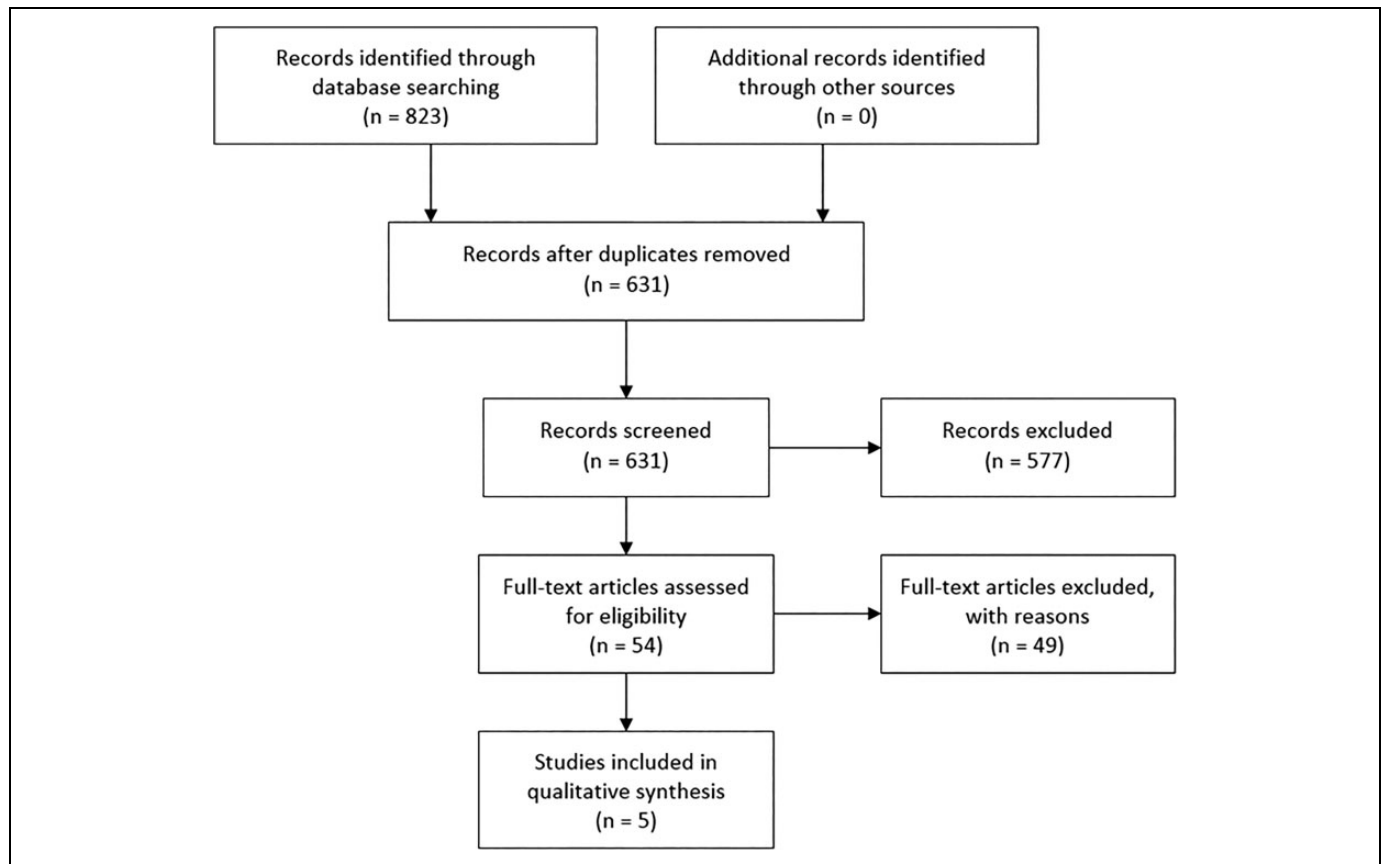 Records identified through
database searching
(n = 823)
Additional records identified
through other sources
(n = 0)
Records after duplicates removed
(n = 631)
Records screened
(n = 631)
Records excluded
(n = 577)
Full-text articles assessed
for eligibility
(n = 54)
Full-text articles excluded,
with reasons
(n = 49)
Studies included in
qualitative synthesis
(n = 5)